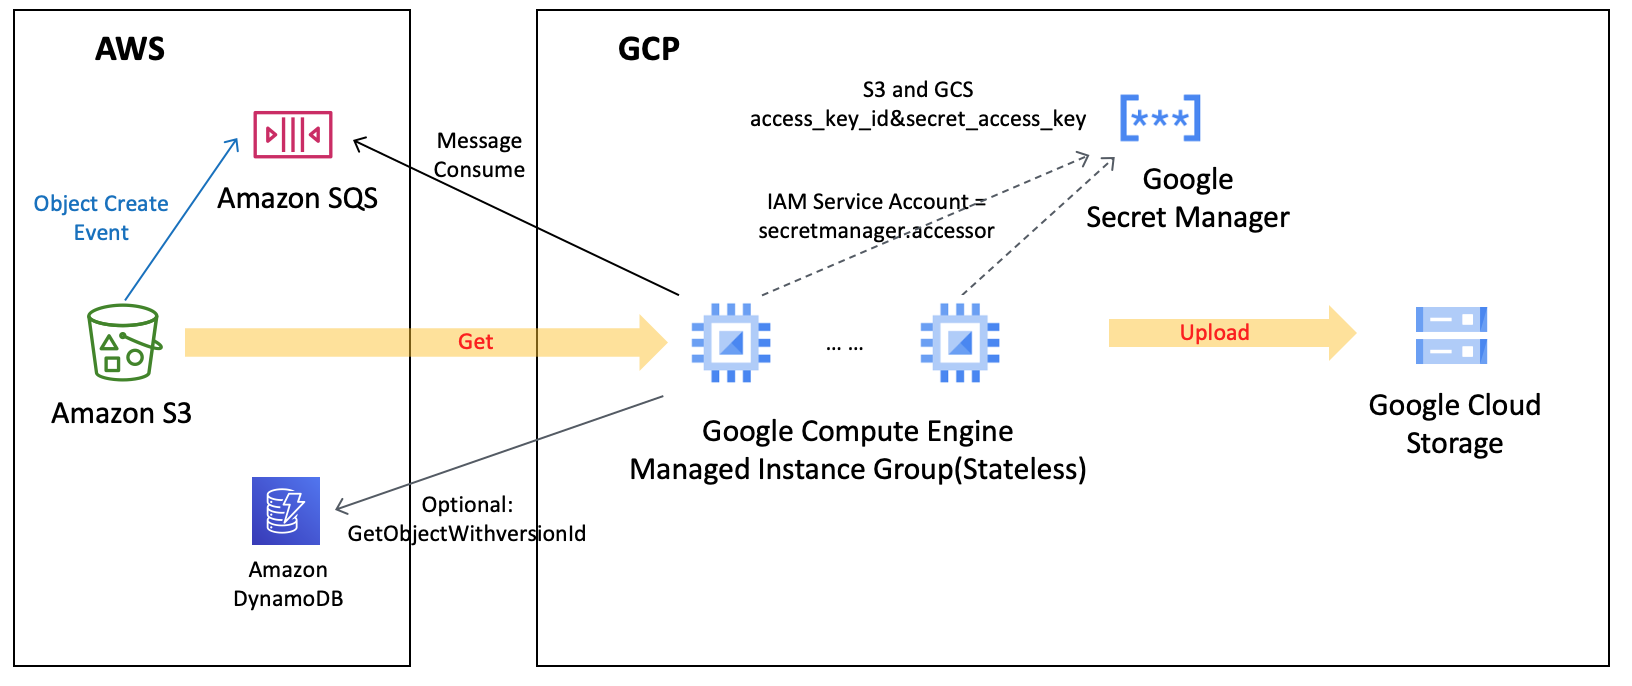 AWS
GCP
S3 and GCS
access_key_id&secret_access_key
[***]
Message
Consume
Amazon SQS
Google
Secret Manager
Object Create
Event
IAM Service Account =
secretmanager.accessor
Get
... ...
Upload
Amazon S3
Google Compute Engine
Managed Instance Group(Stateless)
Google Cloud
Storage
Optional:
GetObjectWithversionId
Amazon
DynamoDB